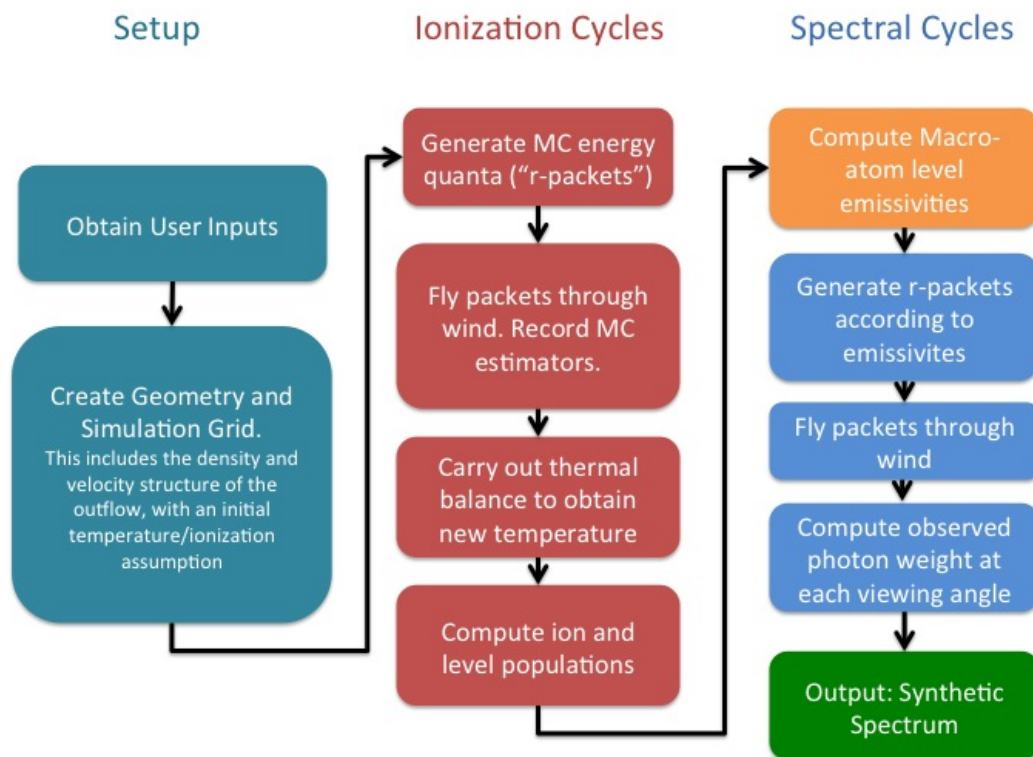 Setup
Obtain User Inputs
Create Geometry and
Simulation Grid.
This includes the density and
velocity structure of the
outflow, with an initial
temperature/ionization
assumption
Ionization Cycles
Generate MC energy
quanta (“r-packets”)
Fly packets through
wind. Record MC
estimators.
Carry out thermal
balance to obtain
new temperature
Compute ion and
level populations
Spectral Cycles
Compute Macro-
atom level
emissivities
Generate r-packets
according to
emissivites
Fly packets through
wind
Compute observed
photon weight at
each viewing angle
Output: Synthetic
Spectrum